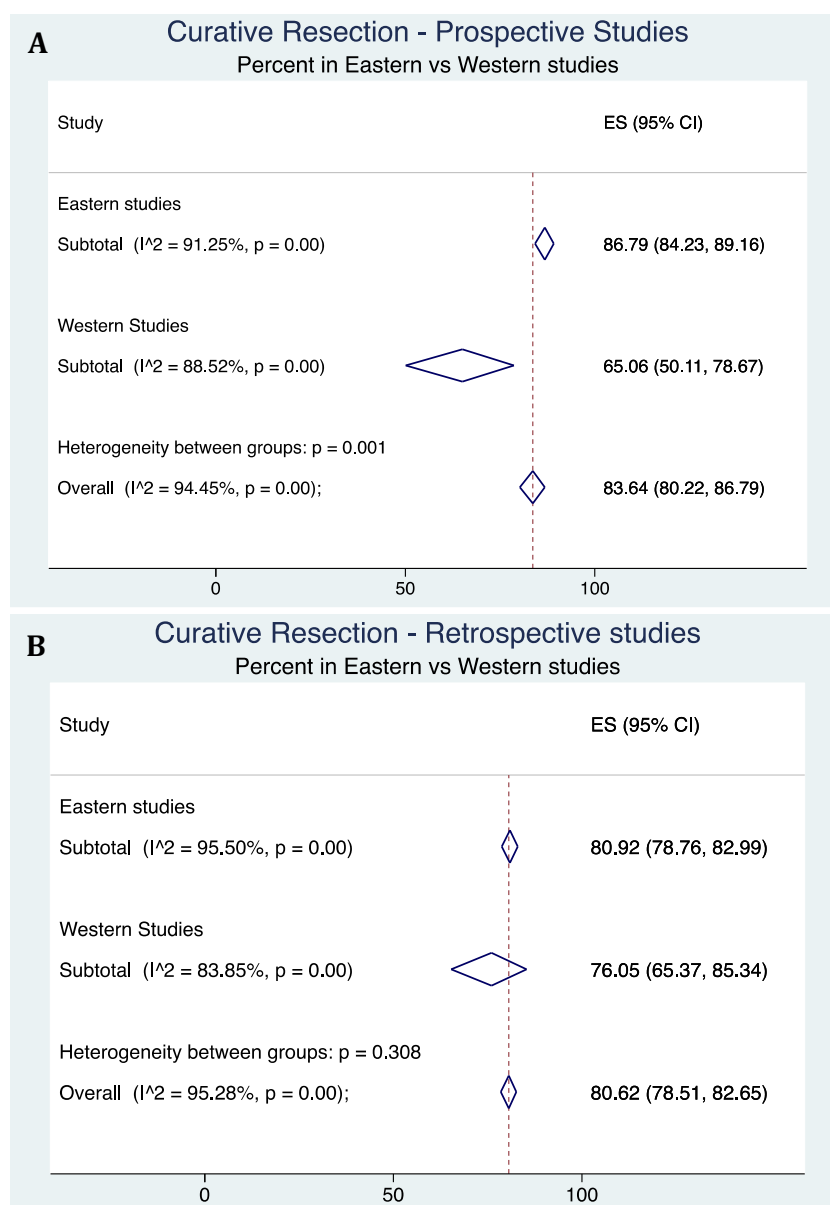 A
Curative Resection - Prospective Studies
Percent in Eastern vs Western studies
Study ES (95% CI)
Eastern studies
Subtotal (I^2 = 91.25%, p = 0.00) 86.79 (84.23, 89.16)
Western Studies
Subtotal (I^2 = 88.52%, p = 0.00) 65.06 (50.11, 78.67)
Heterogeneity between groups: p = 0.001
Overall (I^2 = 94.45%, p = 0.00); 83.64 (80.22, 86.79)
0 50 100
B
Curative Resection - Retrospective studies
Percent in Eastern vs Western studies
Study ES (95% CI)
Eastern studies
Subtotal (I^2 = 95.50%, p = 0.00) 80.92 (78.76, 82.99)
Western Studies
Subtotal (I^2 = 83.85%, p = 0.00) 76.05 (65.37, 85.34)
Heterogeneity between groups: p = 0.308
Overall (I^2 = 95.28%, p = 0.00); 80.62 (78.51, 82.65)
0 50 100